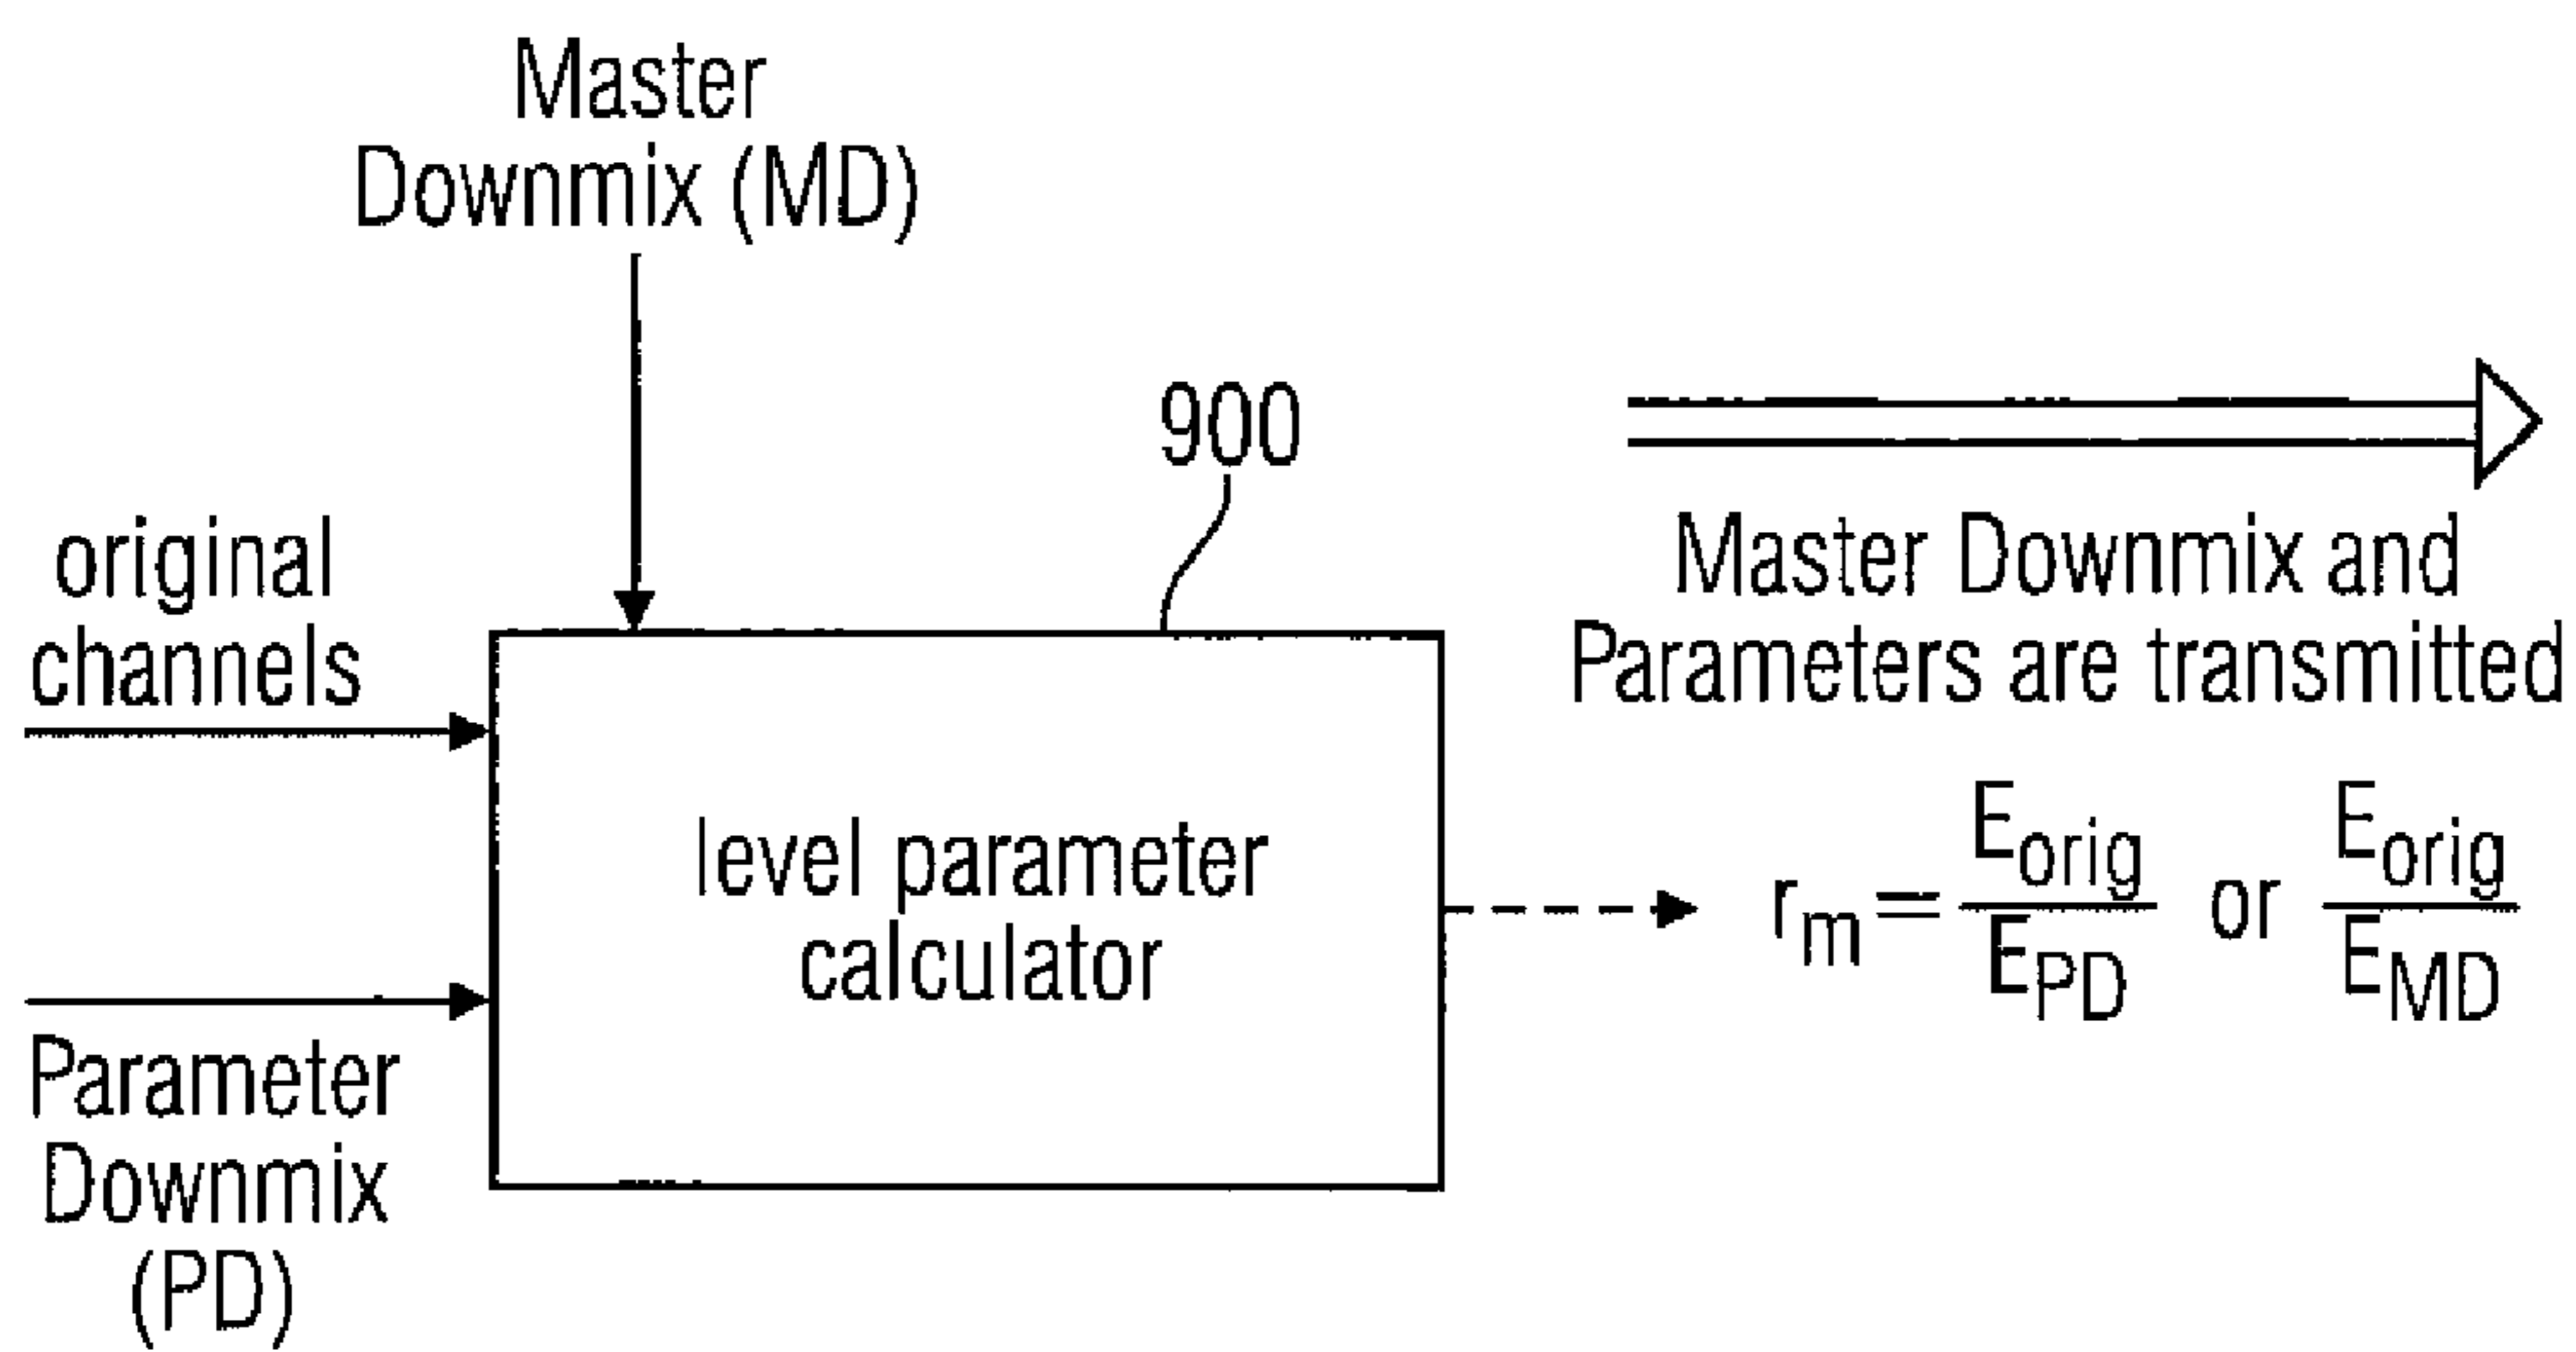 Master
Downmix (MD)
900
original
channels
Master Downmix and
Parameters are transmitted
level parameter
calculator
r_m = E_orig/E_PD or E_orig/E_MD
Parameter
Downmix
(PD)